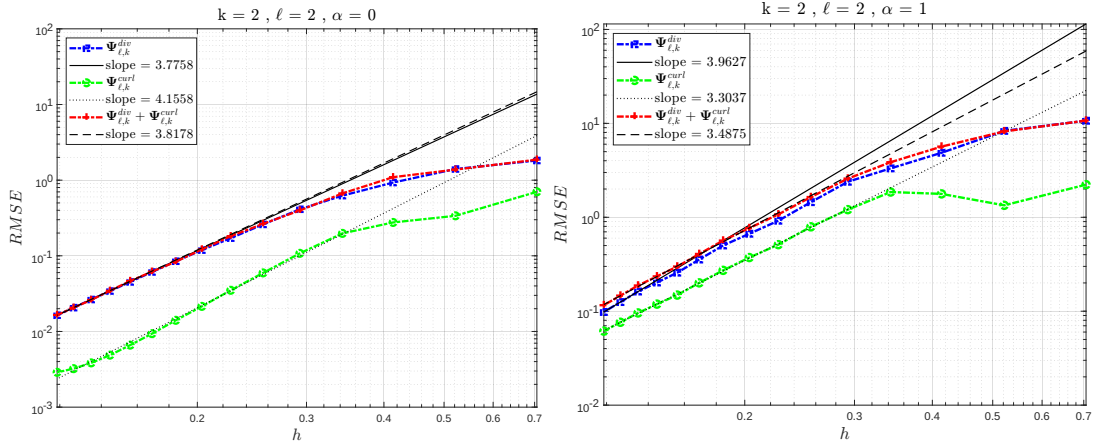 k = 2 , ℓ = 2 , α = 0
10^2
10^1
10^0
10^-1
10^-2
10^-3
RMSE
Ψ^{div}_{ℓ,k}
slope = 3.7758
Ψ^{curl}_{ℓ,k}
slope = 4.1558
Ψ^{div}_{ℓ,k} + Ψ^{curl}_{ℓ,k}
slope = 3.8178
0.2 0.3 0.4 0.5 0.6 0.7
h
k = 2 , ℓ = 2 , α = 1
10^2
10^1
10^0
10^-1
10^-2
RMSE
Ψ^{div}_{ℓ,k}
slope = 3.9627
Ψ^{curl}_{ℓ,k}
slope = 3.3037
Ψ^{div}_{ℓ,k} + Ψ^{curl}_{ℓ,k}
slope = 3.4875
0.2 0.3 0.4 0.5 0.6 0.7
h